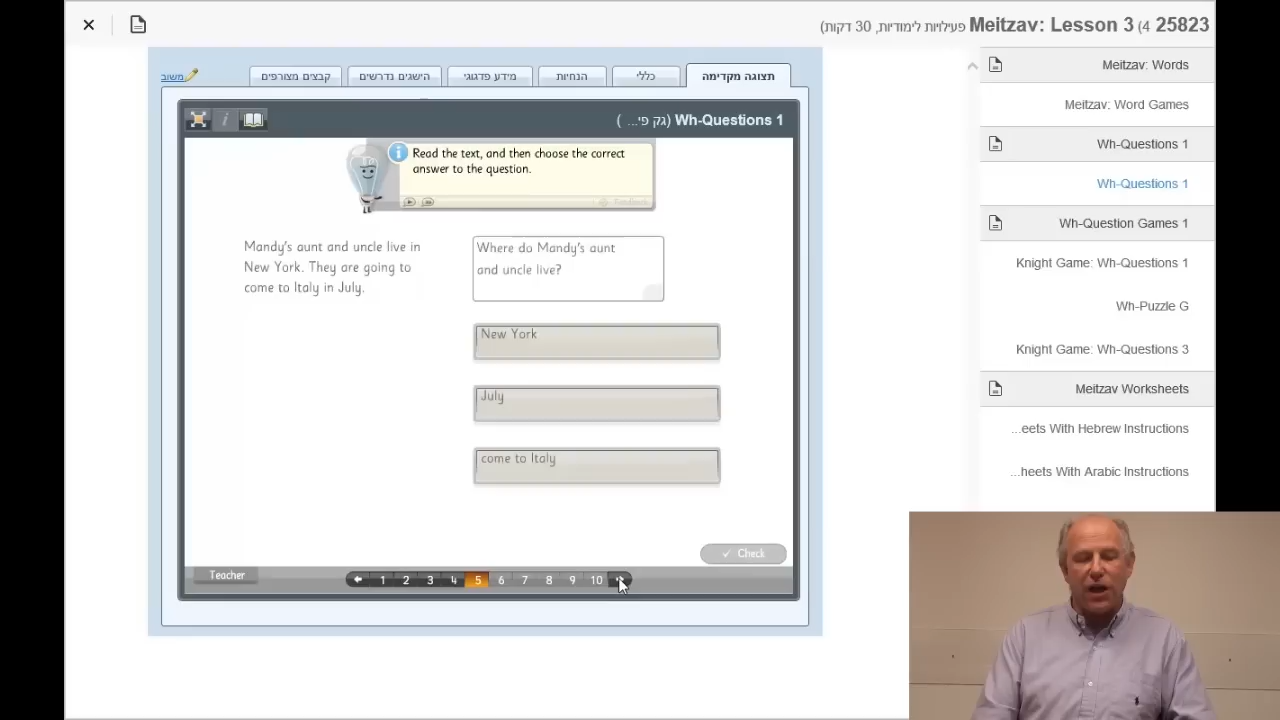 Meitzav: Lesson 3 (4 25823 פעילויות לימודיות, 30 דקות)
משוב
קבצים מצורפים
הישגים נדרשים
מידע פדגוגי
הנחיות
כללי
תצוגה מקדימה
Wh-Questions 1 (גק פי... )
Read the text, and then choose the correct
answer to the question.
Feedback
Mandy's aunt and uncle live in
New York. They are going to
come to Italy in July.
Where do Mandy's aunt
and uncle live?
New York
July
come to Italy
Check
Teacher
1 2 3 4 5 6 7 8 9 10
Meitzav: Words
Meitzav: Word Games
Wh-Questions 1
Wh-Questions 1
Wh-Question Games 1
Knight Game: Wh-Questions 1
Wh-Puzzle G
Knight Game: Wh-Questions 3
Meitzav Worksheets
...eets With Hebrew Instructions
...heets With Arabic Instructions